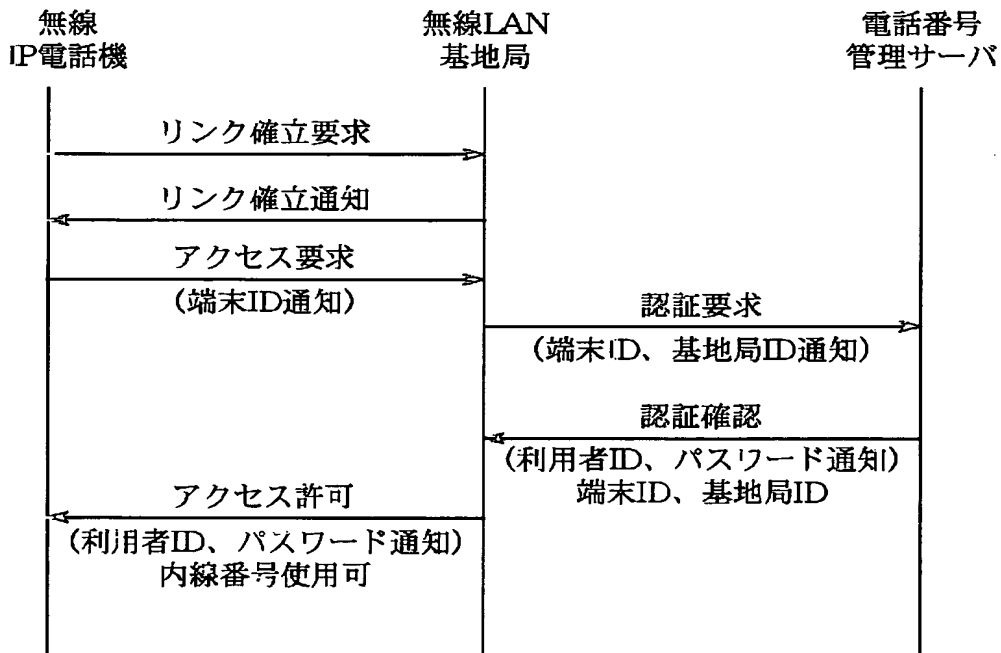 無線
IP電話機
無線LAN
基地局
電話番号
管理サーバ
リンク確立要求
リンク確立通知
アクセス要求
(端末ID通知)
認証要求
(端末ID、基地局ID通知)
認証確認
(利用者ID、パスワード通知)
端末ID、基地局ID
アクセス許可
(利用者ID、パスワード通知)
内線番号使用可